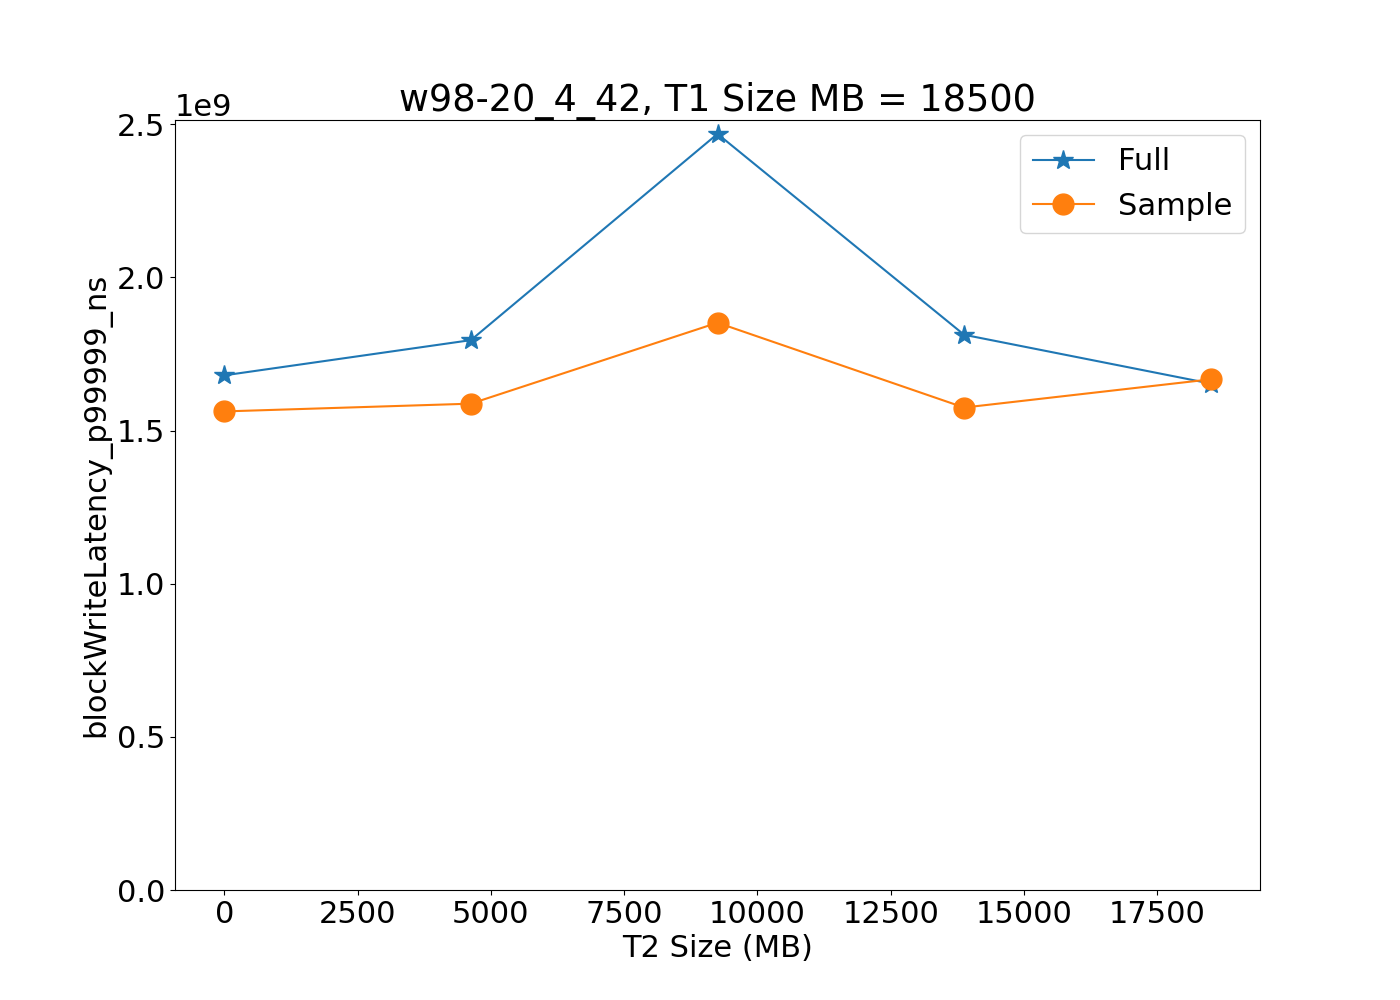 w98-20_4_42, T1 Size MB = 18500
1e9
2.5
2.0
1.5
1.0
0.5
0.0
blockWriteLatency_p99999_ns
Full
Sample
0 2500 5000 7500 10000 12500 15000 17500
T2 Size (MB)